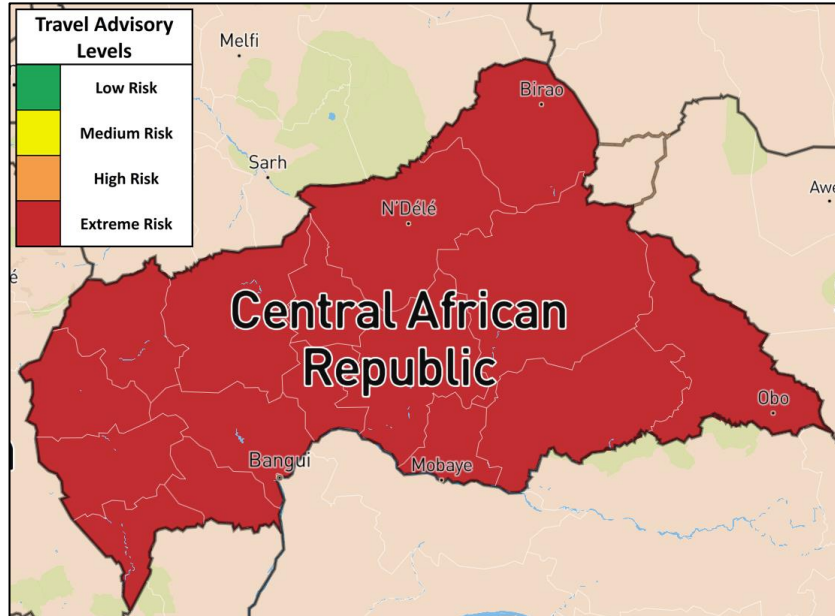 Travel Advisory
Levels
Low Risk
Medium Risk
High Risk
Extreme Risk
Melfi
Birao
Sarh
N'Délé
Awe
Central African
Republic
Obo
Bangui
Mobaye
é